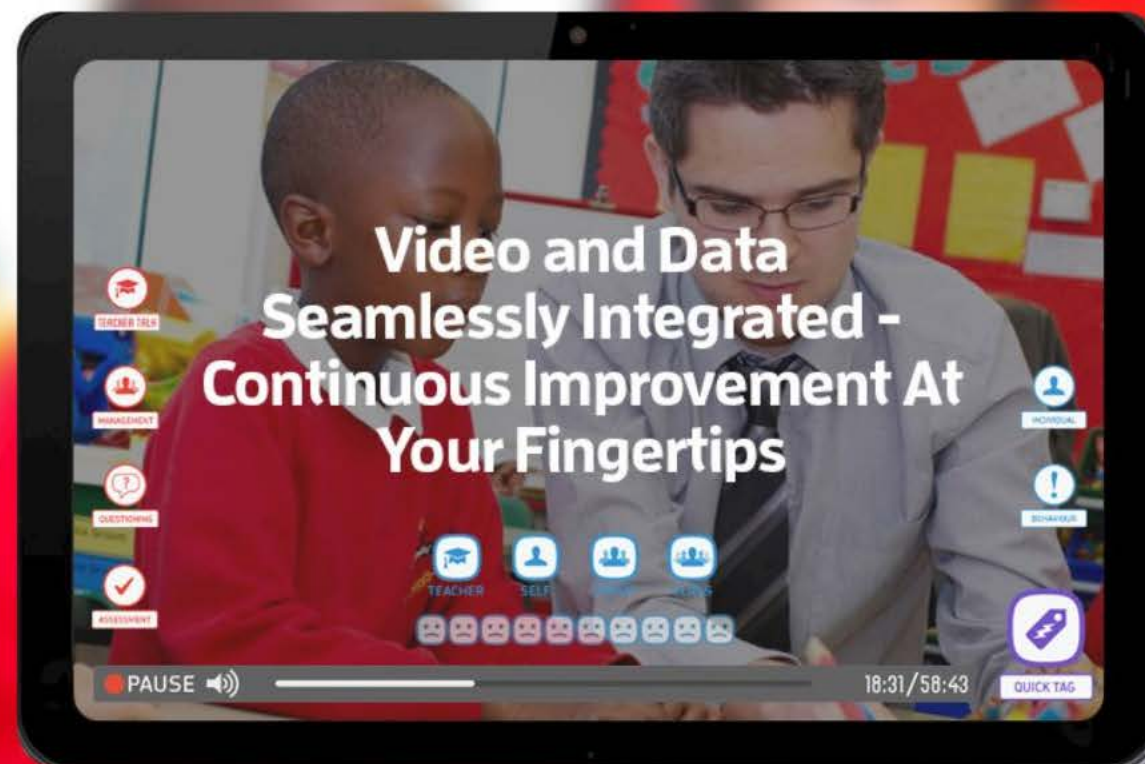 Video and Data
Seamlessly Integrated -
Continuous Improvement At
Your Fingertips
TEACHER TALK
MANAGEMENT
QUESTIONING
ASSESSMENT
INDIVIDUAL
BEHAVIOUR
TEACHER SELF
PAUSE 18:31/58:43
QUICK TAG